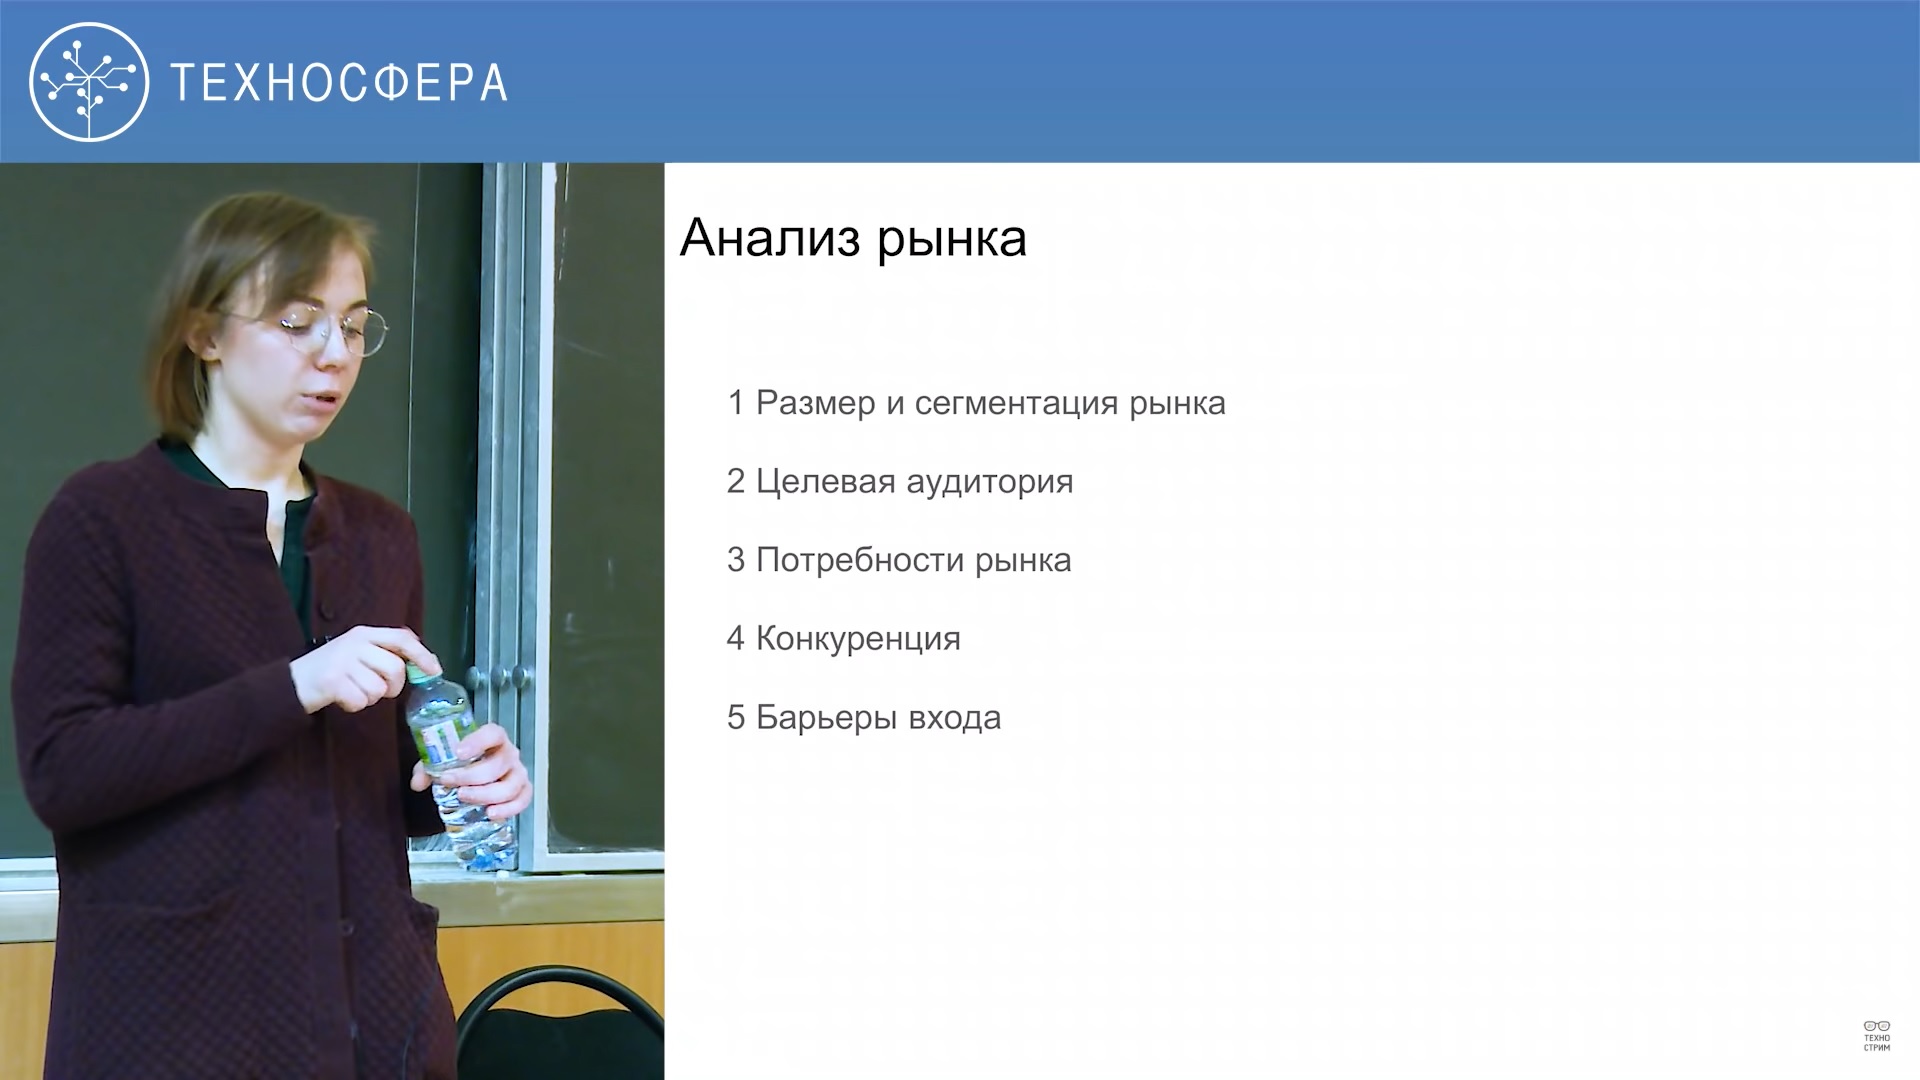 ТЕХНОСФЕРА
Анализ рынка
1 Размер и сегментация рынка
2 Целевая аудитория
3 Потребности рынка
4 Конкуренция
5 Барьеры входа
ТЕХНО
СТРИМ